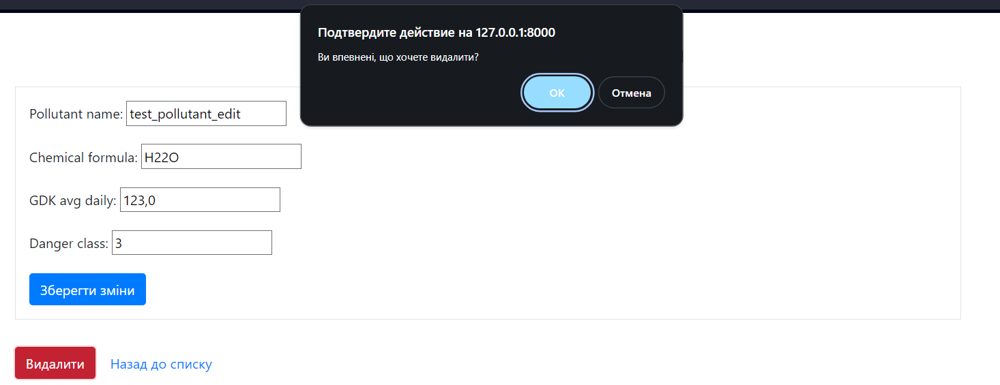 Подтвердите действие на 127.0.0.1:8000
Ви впевнені, що хочете видалити?
ОК
Отмена
Pollutant name: test_pollutant_edit
Chemical formula: H22O
GDK avg daily: 123,0
Danger class: 3
Зберегти зміни
Видалити
Назад до списку